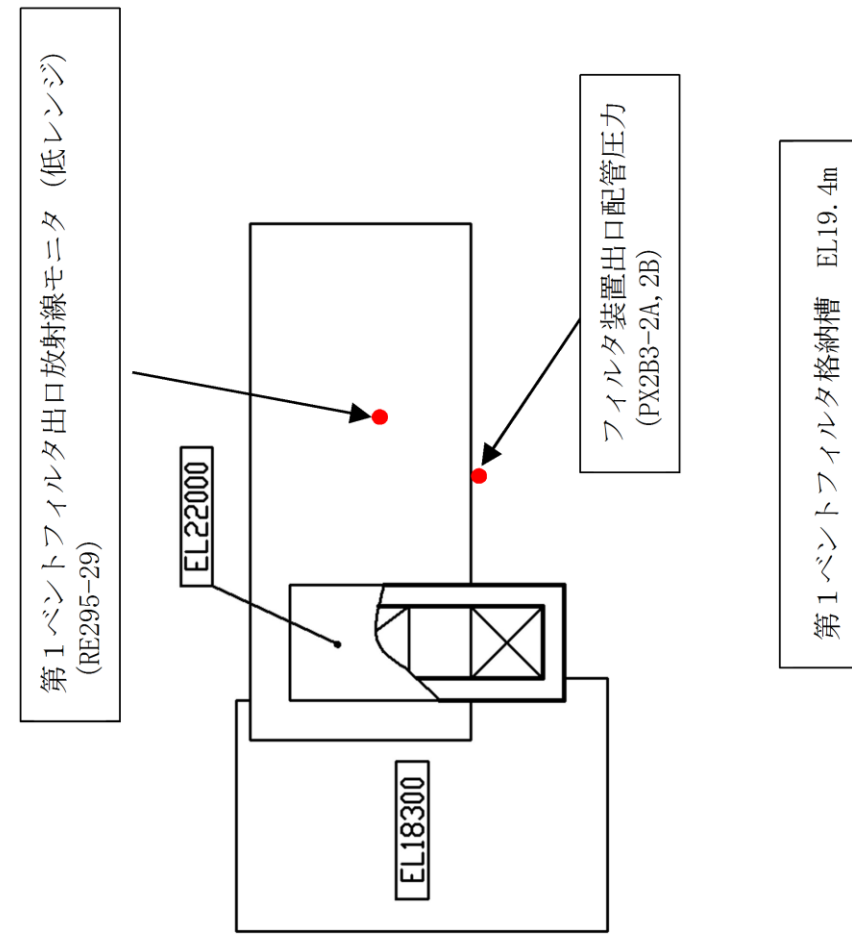 第1ベントフィルタ出口放射線モニタ（低レンジ）
(RE295-29)
EL22000
フィルタ装置出口配管圧力
(PX2B3-2A, 2B)
EL18300
第1ベントフィルタ格納槽　EL19.4m